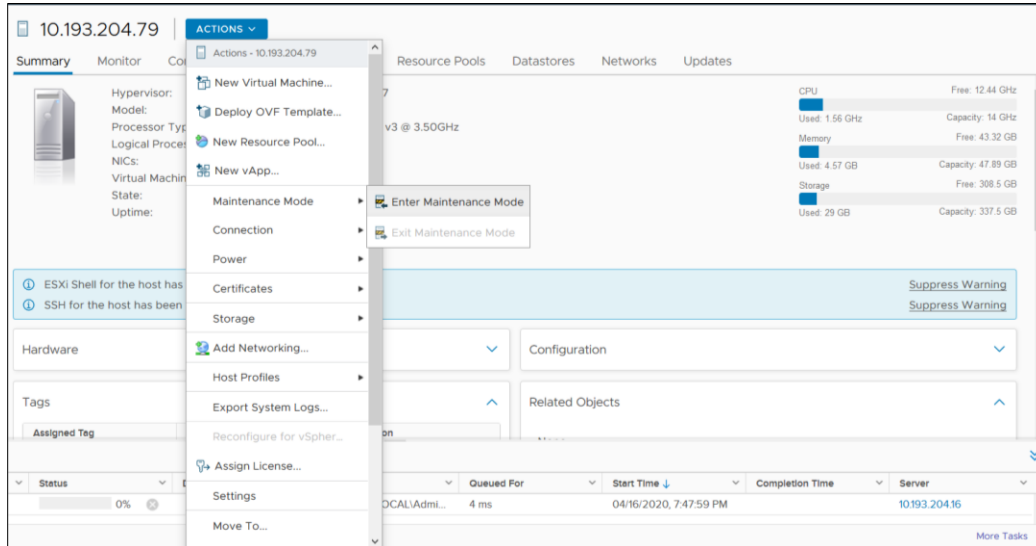 10.193.204.79
ACTIONS
Summary Monitor Co Resource Pools Datastores Networks Updates
Actions - 10.193.204.79
New Virtual Machine...
Deploy OVF Template...
New Resource Pool...
New vApp...
Maintenance Mode
Connection
Power
Certificates
Storage
Add Networking...
Host Profiles
Export System Logs...
Reconfigure for vSpher...
Assign License...
Settings
Move To...
Enter Maintenance Mode
Exit Maintenance Mode
Hypervisor: 7
Model:
Processor Typ v3 @ 3.50GHz
Logical Proces
NICs:
Virtual Machin
State:
Uptime:
CPU Free: 12.44 GHz
Used: 1.56 GHz Capacity: 14 GHz
Memory Free: 43.32 GB
Used: 4.57 GB Capacity: 47.89 GB
Storage Free: 308.5 GB
Used: 29 GB Capacity: 337.5 GB
ESXi Shell for the host has Suppress Warning
SSH for the host has been Suppress Warning
Hardware Configuration
Tags Related Objects
Assigned Tag on
Status Queued For Start Time ↓ Completion Time Server
0% OCAL\Admi... 4 ms 04/16/2020, 7:47:59 PM 10.193.204.16
More Tasks